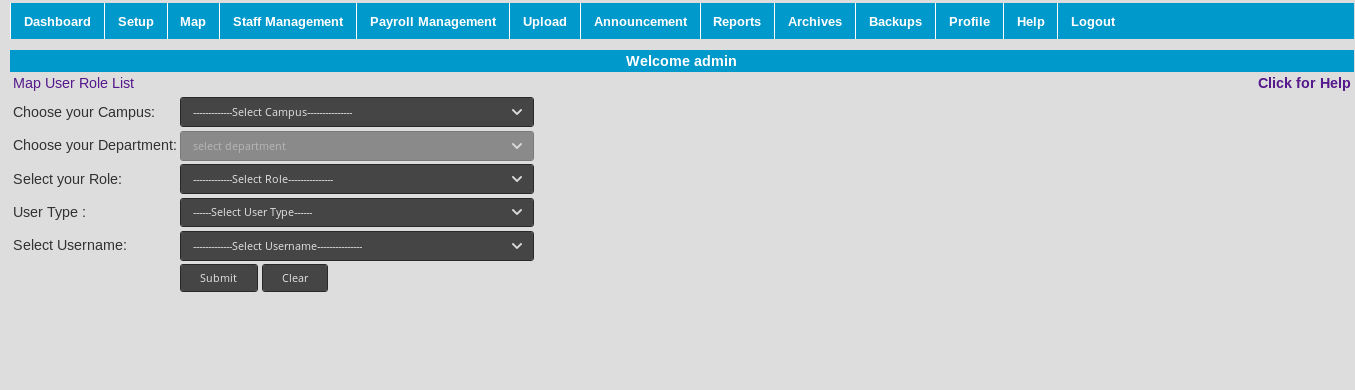 Dashboard Setup Map Staff Management Payroll Management Upload Announcement Reports Archives Backups Profile Help Logout
Welcome admin
Map User Role List Click for Help
Choose your Campus: -------------Select Campus---------------
Choose your Department: select department
Select your Role: -------------Select Role---------------
User Type : ------Select User Type------
Select Username: -------------Select Username---------------
Submit Clear